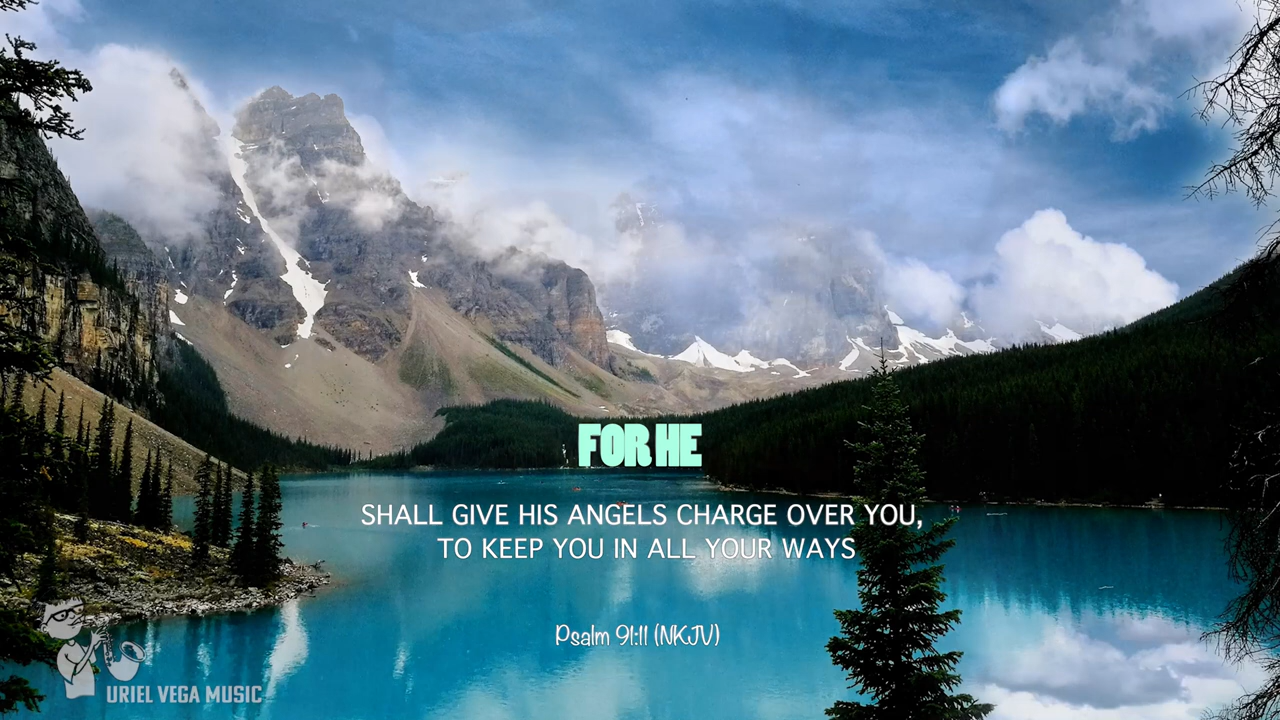 FOR HE
SHALL GIVE HIS ANGELS CHARGE OVER YOU,
TO KEEP YOU IN ALL YOUR WAYS
Psalm 91:11 (NKJV)
URIEL VEGA MUSIC